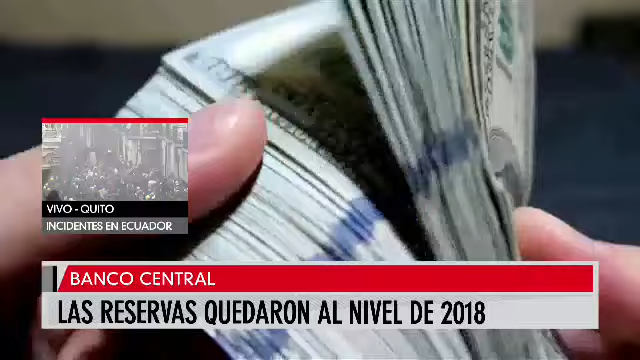 VIVO - QUITO
INCIDENTES EN ECUADOR
BANCO CENTRAL
LAS RESERVAS QUEDARON AL NIVEL DE 2018